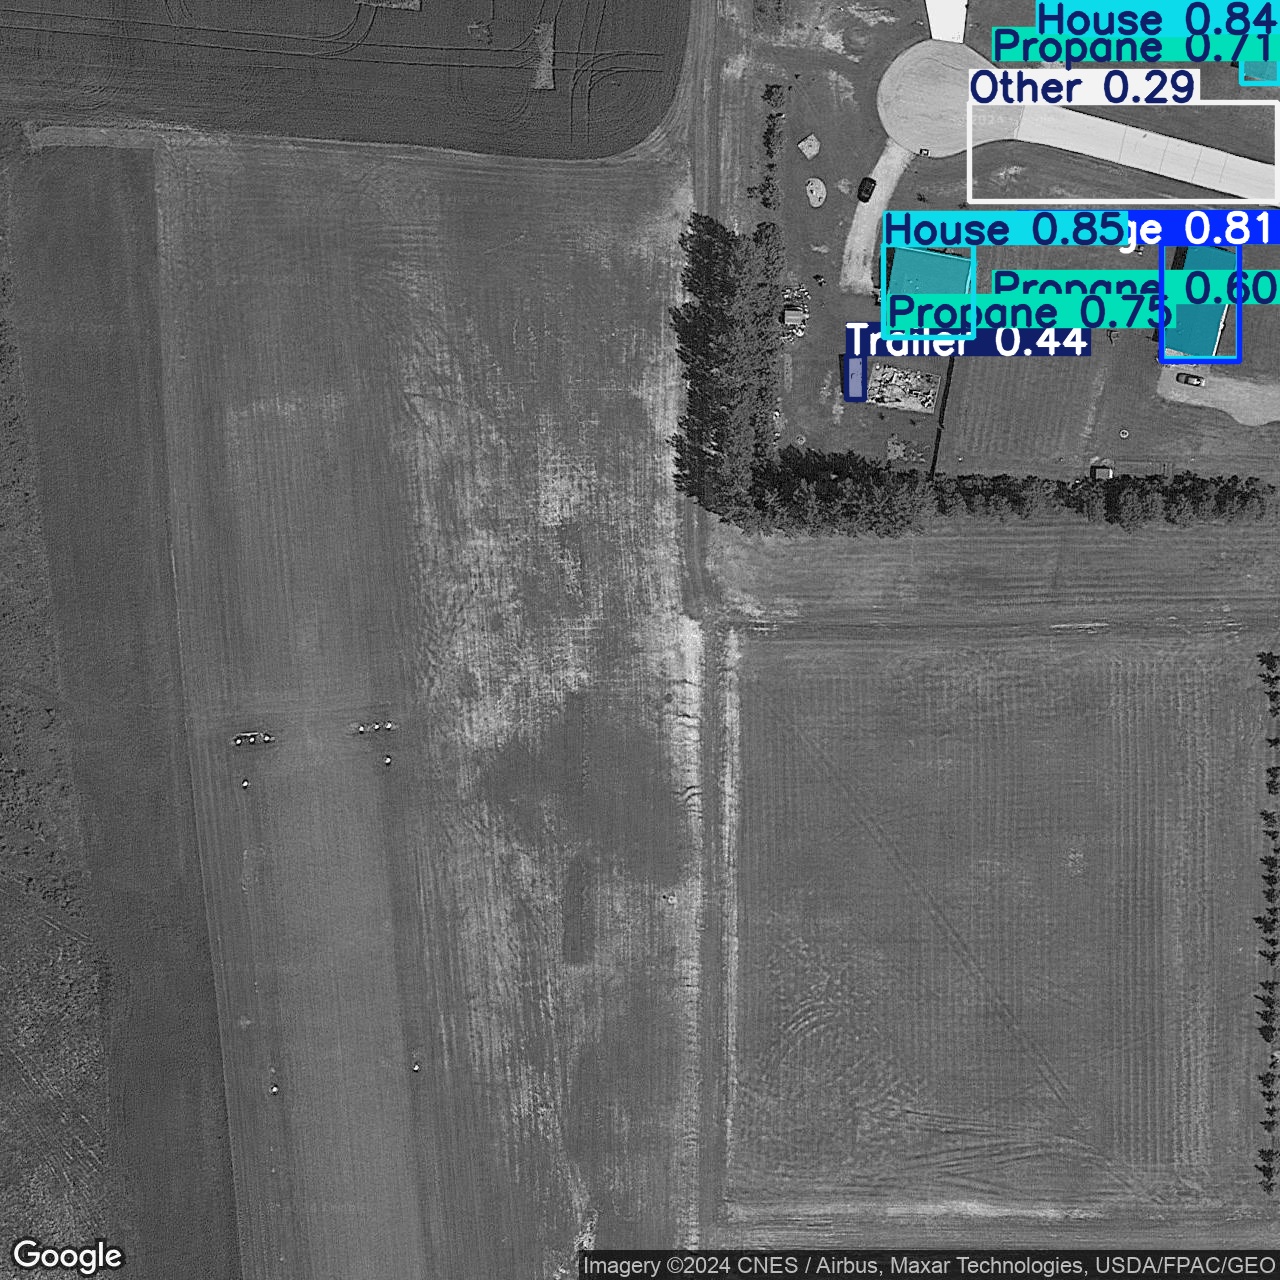 House 0.84
Propane 0.71
Other 0.29
House 0.85
ge 0.81
Propane 0.60
Propane 0.75
Trailer 0.44
Google
Imagery ©2024 CNES / Airbus, Maxar Technologies, USDA/FPAC/GEO